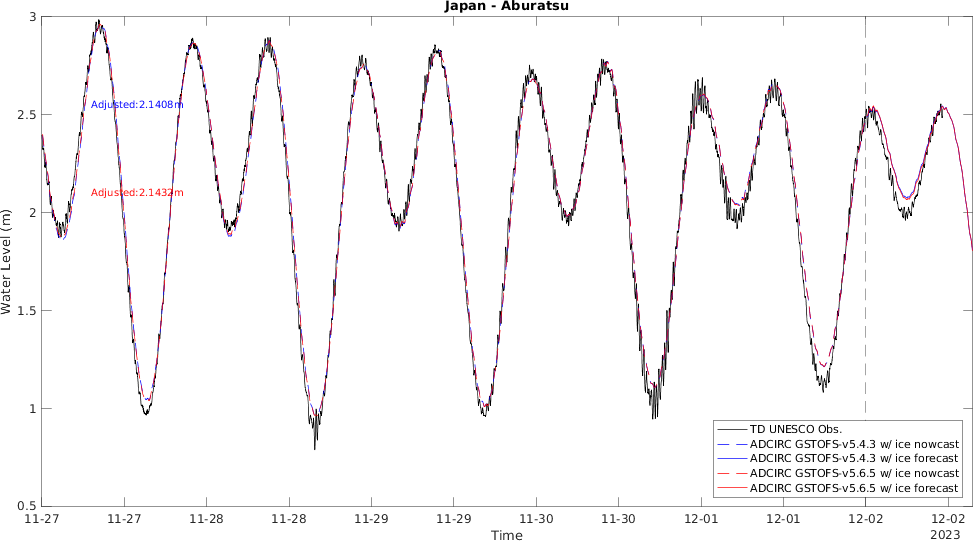 Japan - Aburatsu
3
2.5
2
1.5
1
0.5
Water Level (m)
Adjusted:2.1408m
Adjusted:2.1432m
TD UNESCO Obs.
ADCIRC GSTOFS-v5.4.3 w/ ice nowcast
ADCIRC GSTOFS-v5.4.3 w/ ice forecast
ADCIRC GSTOFS-v5.6.5 w/ ice nowcast
ADCIRC GSTOFS-v5.6.5 w/ ice forecast
11-27 11-27 11-28 11-28 11-29 11-29 11-30 11-30 12-01 12-01 12-02 12-02
Time
2023